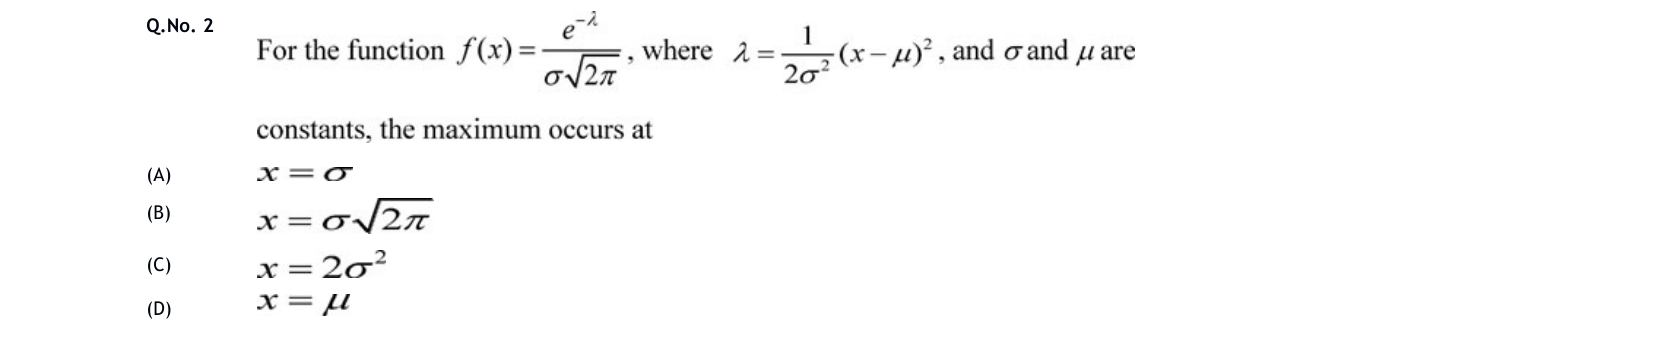 Q.No. 2
For the function f(x) = e^{-λ} / (σ√(2π)), where λ = 1/(2σ²) (x − μ)², and σ and μ are
constants, the maximum occurs at
(A) x = σ
(B) x = σ√(2π)
(C) x = 2σ²
(D) x = μ